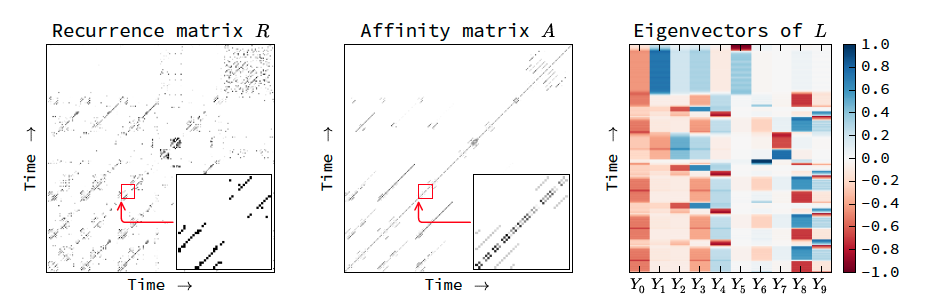 Recurrence matrix R
Time →
Time →
Affinity matrix A
Time →
Time →
Eigenvectors of L
Time →
Y0 Y1 Y2 Y3 Y4 Y5 Y6 Y7 Y8 Y9
1.0
0.8
0.6
0.4
0.2
0.0
−0.2
−0.4
−0.6
−0.8
−1.0